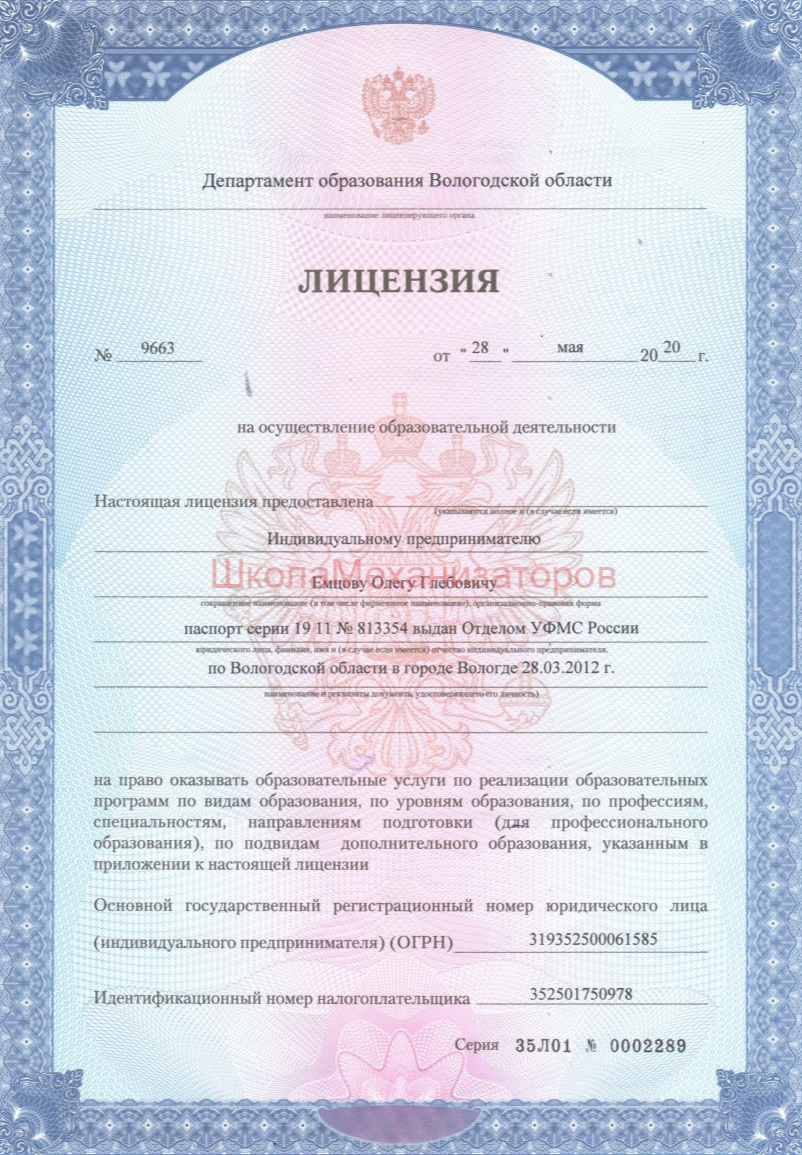 Департамент образования Вологодской области
наименование лицензирующего органа
ЛИЦЕНЗИЯ
№ 9663 от "28" мая 2020 г.
на осуществление образовательной деятельности
Настоящая лицензия предоставлена
(указываются полное и (в случае если имеется)
Индивидуальному предпринимателю
ШколаМеханизаторов
Емцову Олегу Глебовичу
сокращенное наименование (в том числе фирменное наименование), организационно-правовая форма
паспорт серии 19 11 № 813354 выдан Отделом УФМС России
юридического лица, фамилия, имя и (в случае если имеется) отчество индивидуального предпринимателя,
по Вологодской области в городе Вологде 28.03.2012 г.
наименование и реквизиты документа, удостоверяющего его личность)
на право оказывать образовательные услуги по реализации образовательных
программ по видам образования, по уровням образования, по профессиям,
специальностям, направлениям подготовки (для профессионального
образования), по подвидам дополнительного образования, указанным в
приложении к настоящей лицензии
Основной государственный регистрационный номер юридического лица
(индивидуального предпринимателя) (ОГРН) 319352500061585
Идентификационный номер налогоплательщика 352501750978
Серия 35Л01 № 0002289